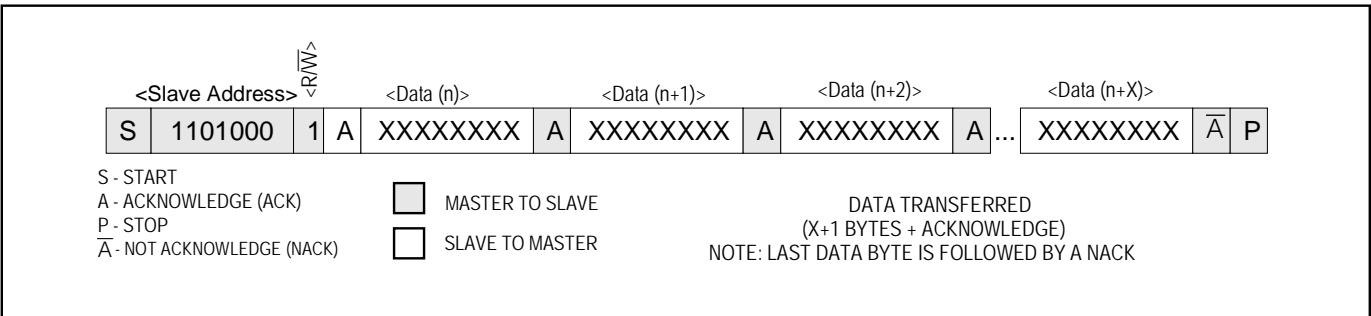 <Slave Address> <R/W̅> <Data (n)> <Data (n+1)> <Data (n+2)> <Data (n+X)>
S 1101000 1 A XXXXXXXX A XXXXXXXX A XXXXXXXX A ... XXXXXXXX A̅ P
S - START
A - ACKNOWLEDGE (ACK)
P - STOP
A̅ - NOT ACKNOWLEDGE (NACK)
MASTER TO SLAVE
SLAVE TO MASTER
DATA TRANSFERRED
(X+1 BYTES + ACKNOWLEDGE)
NOTE: LAST DATA BYTE IS FOLLOWED BY A NACK